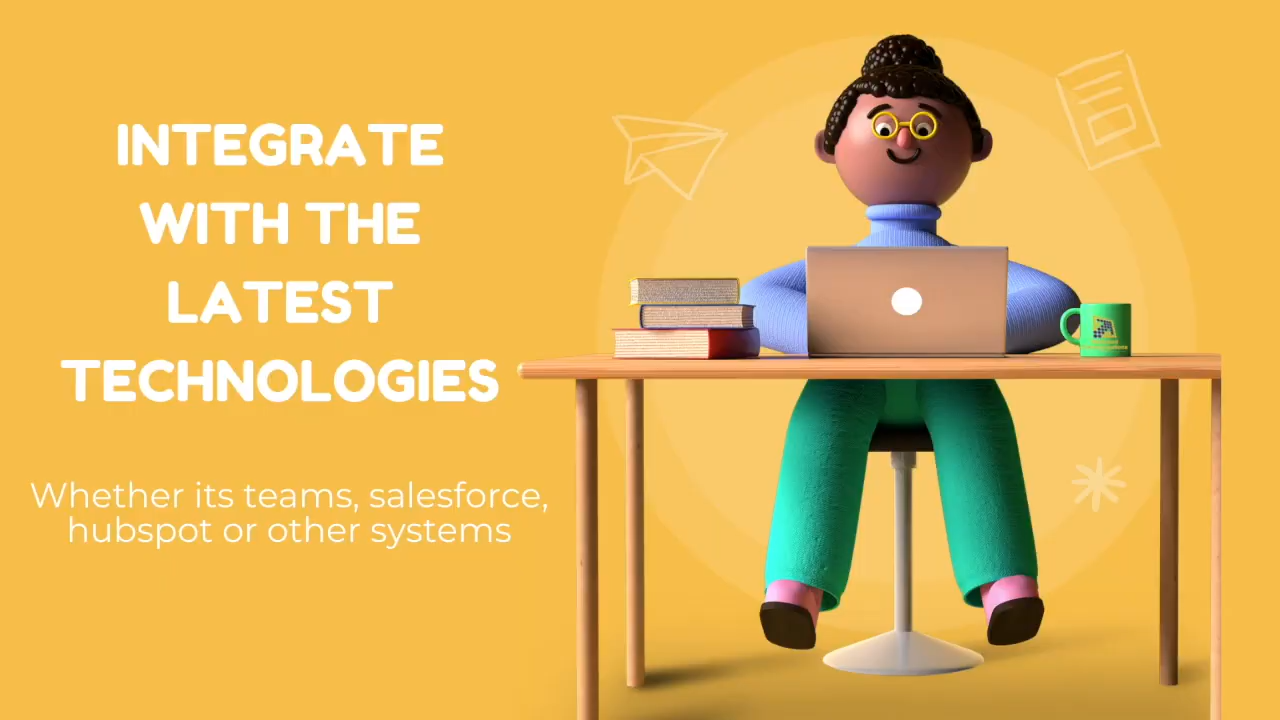 INTEGRATE
WITH THE
LATEST
TECHNOLOGIES
Whether its teams, salesforce,
hubspot or other systems